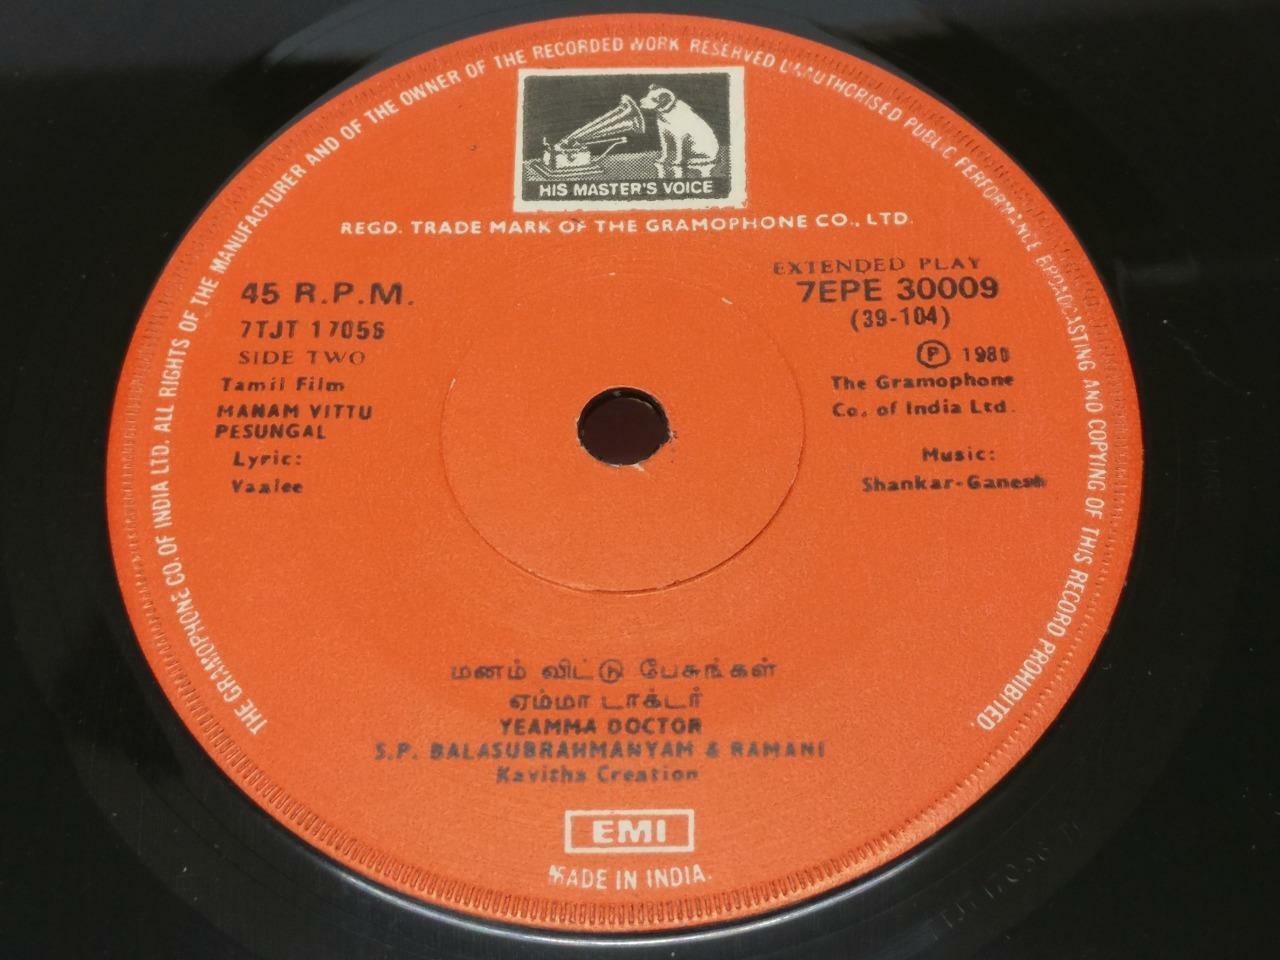 THE GRAMOPHONE CO. OF INDIA LTD. ALL RIGHTS OF THE MANUFACTURER AND OF THE OWNER OF THE RECORDED WORK RESERVED UNAUTHORISED PUBLIC PERFORMANCE BROADCASTING AND COPYING OF THIS RECORD PROHIBITED.
HIS MASTER'S VOICE
REGD. TRADE MARK OF THE GRAMOPHONE CO., LTD.
45 R.P.M.
7TJT 17056
SIDE TWO
Tamil Film
MANAM VITTU
PESUNGAL
Lyric:
Vaalee
EXTENDED PLAY
7EPE 30009
(39-104)
Ⓟ 1980
The Gramophone
Co. of India Ltd.
Music:
Shankar-Ganesh
மனம் விட்டு பேசுங்கள்
ஏம்மா டாக்டர்
YEAMMA DOCTOR
S.P. BALASUBRAHMANYAM & RAMANI
Kavitha Creation
EMI
MADE IN INDIA.